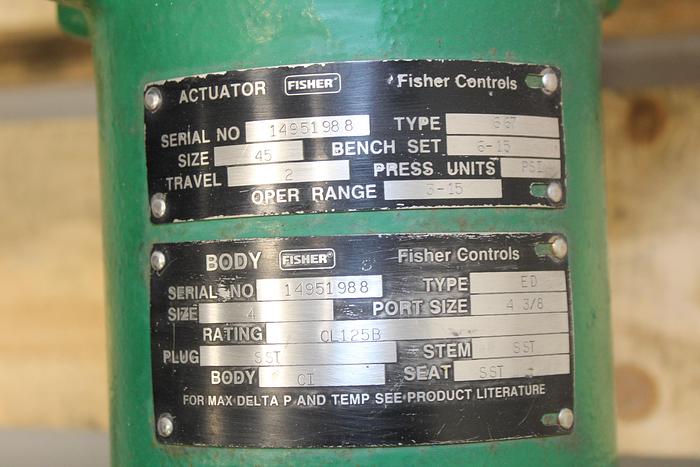 ACTUATOR FISHER® Fisher Controls
SERIAL NO 14951988 TYPE 667
SIZE 45 BENCH SET 6-15
TRAVEL 2 PRESS UNITS PSI
OPER RANGE 3-15
BODY FISHER® Fisher Controls
SERIAL NO 14951988 TYPE ED
SIZE 4 PORT SIZE 4 3/8
RATING CL125B
PLUG SST STEM SST
BODY CI SEAT SST
FOR MAX DELTA P AND TEMP SEE PRODUCT LITERATURE